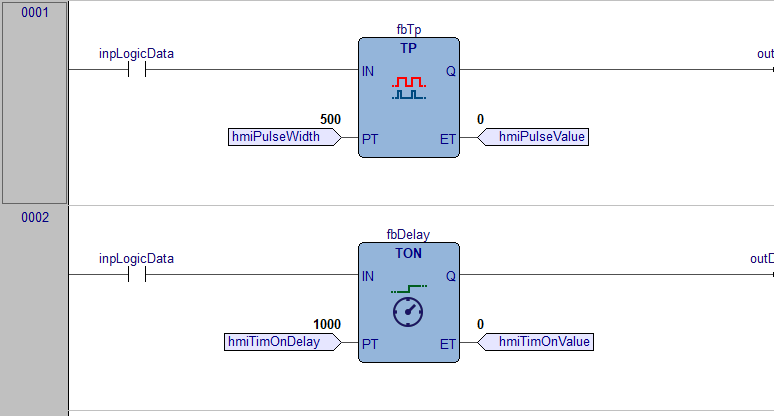 0001
fbTp
inpLogicData
TP
out
IN
Q
500
0
hmiPulseWidth
PT
ET
hmiPulseValue
0002
fbDelay
inpLogicData
TON
outD
IN
Q
1000
0
hmiTimOnDelay
PT
ET
hmiTimOnValue